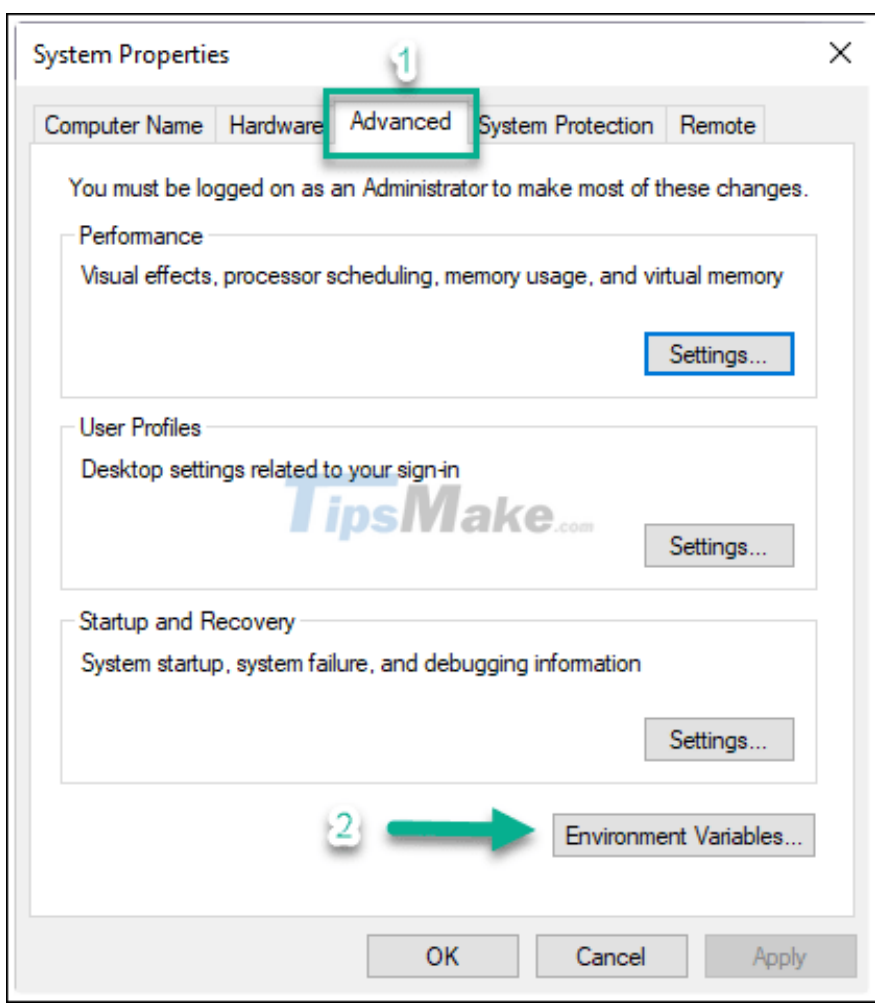 System Properties
1
Computer Name Hardware Advanced System Protection Remote
You must be logged on as an Administrator to make most of these changes.
Performance
Visual effects, processor scheduling, memory usage, and virtual memory
Settings...
User Profiles
Desktop settings related to your sign-in
TipsMake.com
Settings...
Startup and Recovery
System startup, system failure, and debugging information
Settings...
2 Environment Variables...
OK Cancel Apply